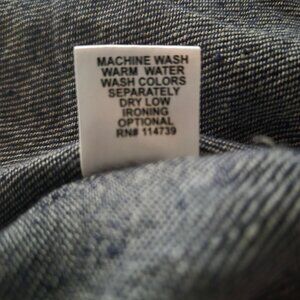 MACHINE WASH
WARM WATER
WASH COLORS
SEPARATELY
DRY LOW
IRONING
OPTIONAL
RN# 114739